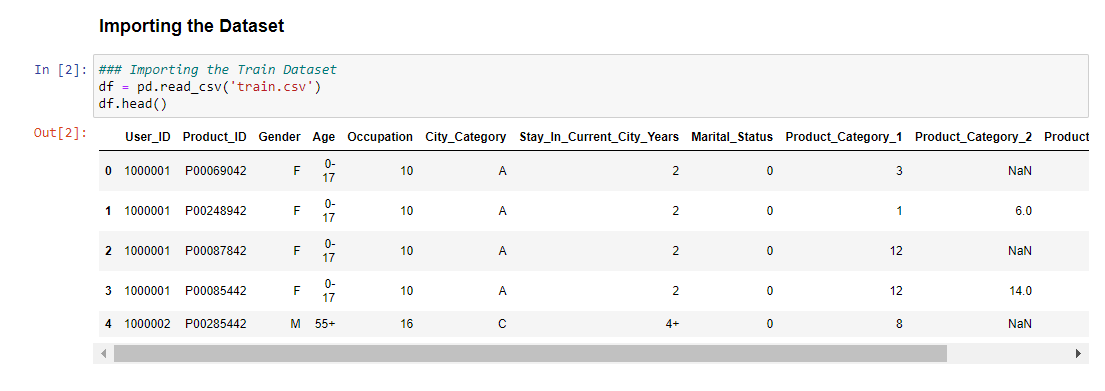 Importing the Dataset
In [2]: ### Importing the Train Dataset
df = pd.read_csv('train.csv')
df.head()
Out[2]:
User_ID Product_ID Gender Age Occupation City_Category Stay_In_Current_City_Years Marital_Status Product_Category_1 Product_Category_2 Product
0 1000001 P00069042 F 0-17 10 A 2 0 3 NaN
1 1000001 P00248942 F 0-17 10 A 2 0 1 6.0
2 1000001 P00087842 F 0-17 10 A 2 0 12 NaN
3 1000001 P00085442 F 0-17 10 A 2 0 12 14.0
4 1000002 P00285442 M 55+ 16 C 4+ 0 8 NaN